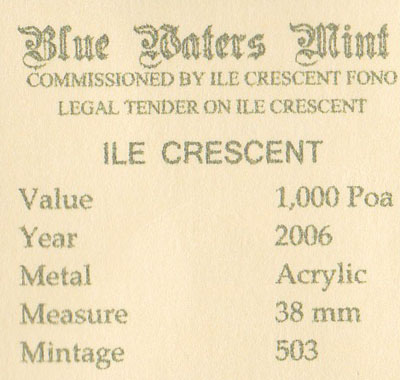 Blue Waters Mint
COMMISSIONED BY ILE CRESCENT FONO
LEGAL TENDER ON ILE CRESCENT
ILE CRESCENT
Value 1,000 Poa
Year 2006
Metal Acrylic
Measure 38 mm
Mintage 503